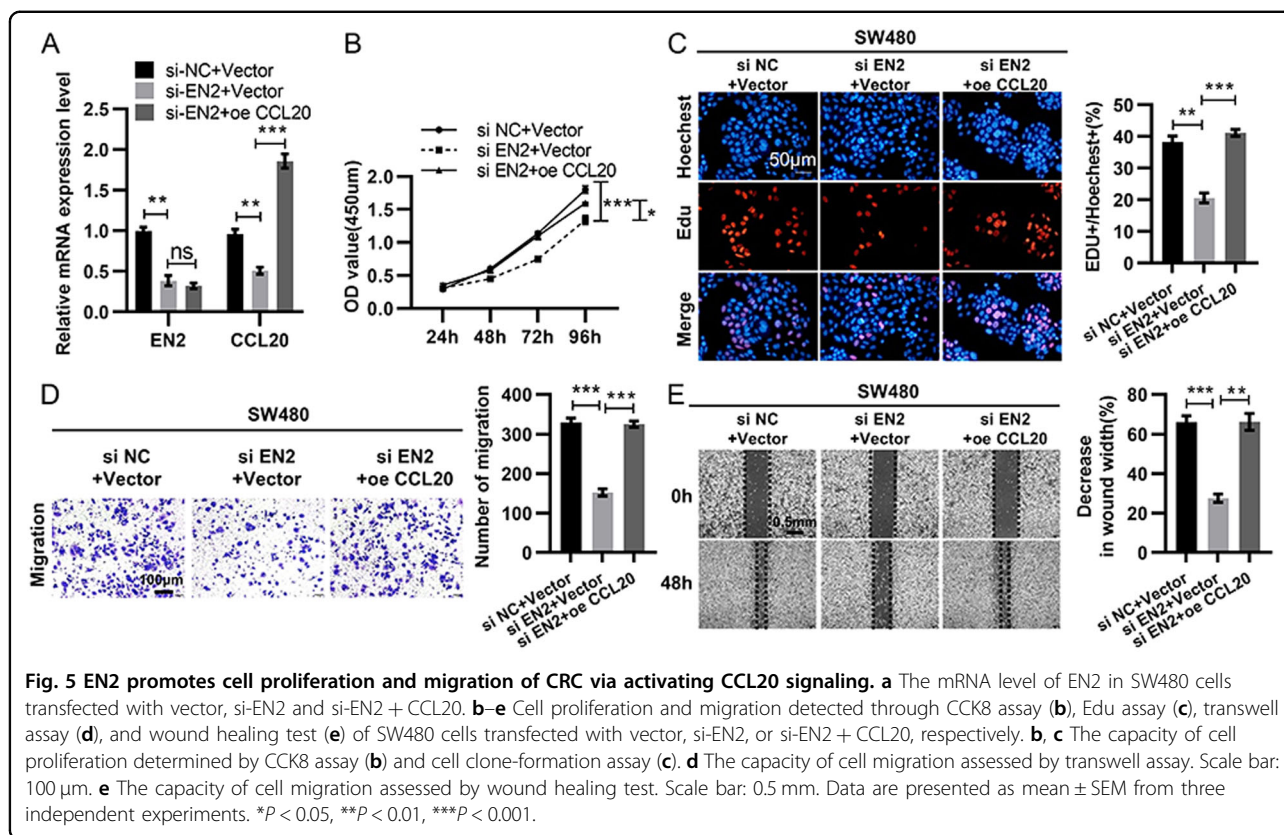 A
si-NC+Vector
si-EN2+Vector
si-EN2+oe CCL20
Relative mRNA expression level
2.5
2.0
1.5
1.0
0.5
0.0
**
ns
**
***
EN2 CCL20
B
si NC+Vector
si EN2+Vector
si EN2+oe CCL20
OD value(450um)
2.0
1.5
1.0
0.5
0.0
***
*
24h 48h 72h 96h
C
SW480
si NC
+Vector
si EN2
+Vector
si EN2
+oe CCL20
Hoechest
50μm
Edu
Merge
EDU+/Hoechest+(%)
50
40
30
20
10
0
**
***
si NC+Vector
si EN2+Vector
si EN2+oe CCL20
D
SW480
si NC
+Vector
si EN2
+Vector
si EN2
+oe CCL20
Migration
100μm
Number of migration
400
300
200
100
0
***
***
si NC+Vector
si EN2+Vector
si EN2+oe CCL20
E
SW480
si NC
+Vector
si EN2
+Vector
si EN2
+oe CCL20
0h
0.5mm
48h
Decrease
in wound width(%)
80
60
40
20
0
***
**
si NC+Vector
si EN2+Vector
si EN2+oe CCL20
Fig. 5 EN2 promotes cell proliferation and migration of CRC via activating CCL20 signaling. a The mRNA level of EN2 in SW480 cells
transfected with vector, si-EN2 and si-EN2 + CCL20. b–e Cell proliferation and migration detected through CCK8 assay (b), Edu assay (c), transwell
assay (d), and wound healing test (e) of SW480 cells transfected with vector, si-EN2, or si-EN2 + CCL20, respectively. b, c The capacity of cell
proliferation determined by CCK8 assay (b) and cell clone-formation assay (c). d The capacity of cell migration assessed by transwell assay. Scale bar:
100 μm. e The capacity of cell migration assessed by wound healing test. Scale bar: 0.5 mm. Data are presented as mean ± SEM from three
independent experiments. *P < 0.05, **P < 0.01, ***P < 0.001.